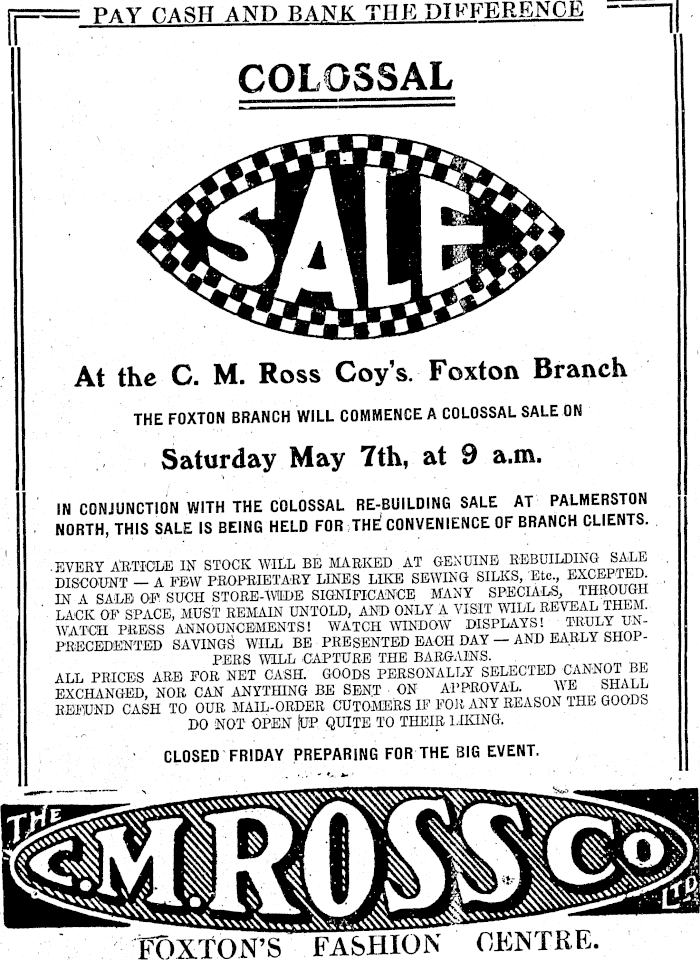 PAY CASH AND BANK THE DIFFERENCE
COLOSSAL
SALE
At the C. M. Ross Coy's. Foxton Branch
THE FOXTON BRANCH WILL COMMENCE A COLOSSAL SALE ON
Saturday May 7th, at 9 a.m.
IN CONJUNCTION WITH THE COLOSSAL RE-BUILDING SALE AT PALMERSTON
NORTH, THIS SALE IS BEING HELD FOR THE CONVENIENCE OF BRANCH CLIENTS.
EVERY ARTICLE IN STOCK WILL BE MARKED AT GENUINE REBUILDING SALE
DISCOUNT — A FEW PROPRIETARY LINES LIKE SEWING SILKS, Etc., EXCEPTED.
IN A SALE OF SUCH STORE-WIDE SIGNIFICANCE MANY SPECIALS, THROUGH
LACK OF SPACE, MUST REMAIN UNTOLD, AND ONLY A VISIT WILL REVEAL THEM.
WATCH PRESS ANNOUNCEMENTS! WATCH WINDOW DISPLAYS! TRULY UN-
PRECEDENTED SAVINGS WILL BE PRESENTED EACH DAY — AND EARLY SHOP-
PERS WILL CAPTURE THE BARGAINS.
ALL PRICES ARE FOR NET CASH. GOODS PERSONALLY SELECTED CANNOT BE
EXCHANGED, NOR CAN ANYTHING BE SENT ON APPROVAL. WE SHALL
REFUND CASH TO OUR MAIL-ORDER CUTOMERS IF FOR ANY REASON THE GOODS
DO NOT OPEN UP QUITE TO THEIR LIKING.
CLOSED FRIDAY PREPARING FOR THE BIG EVENT.
THE
C.M. ROSS Co
LTD
FOXTON'S FASHION CENTRE.